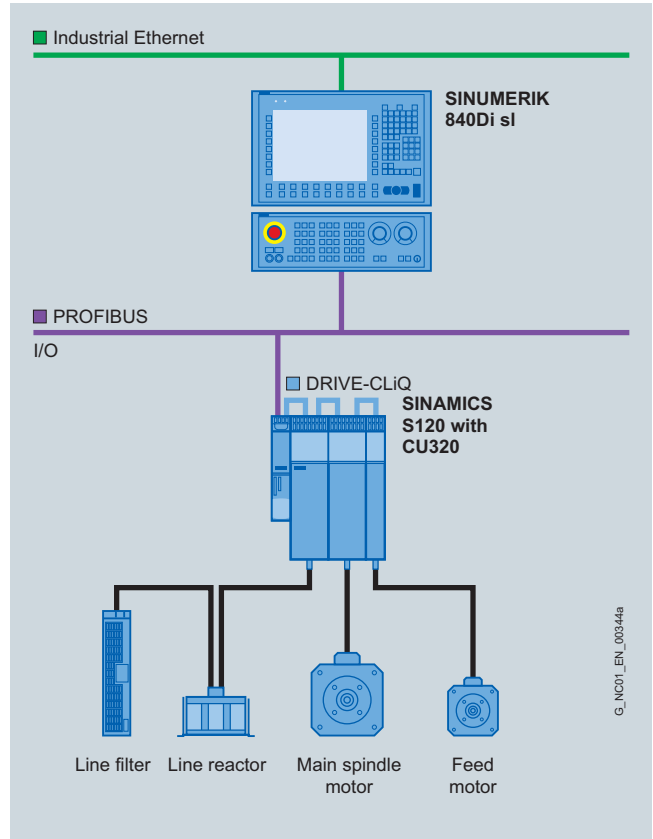 Industrial Ethernet
SINUMERIK
840Di sl
PROFIBUS
I/O
DRIVE-CLiQ
SINAMICS
S120 with
CU320
G_NC01_EN_00344a
Line filter
Line reactor
Main spindle
motor
Feed
motor